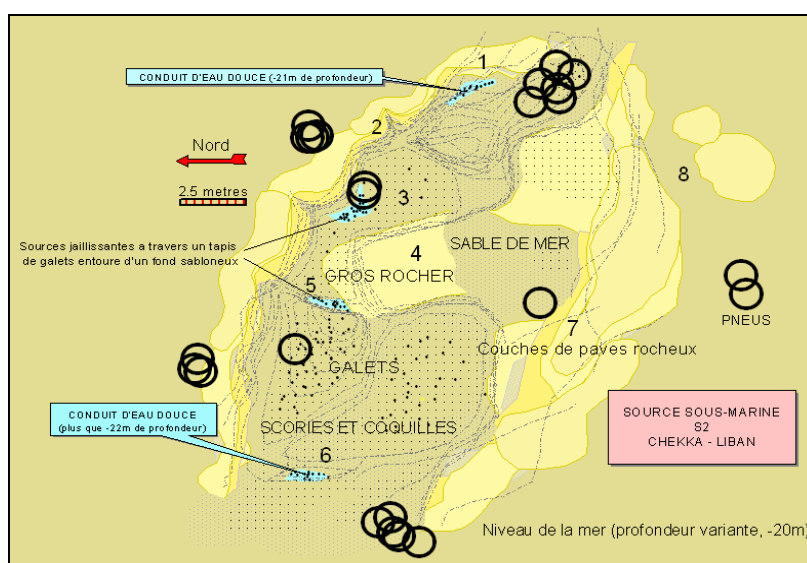 1
CONDUIT D'EAU DOUCE (-21m de profondeur)
2
Nord
8
2.5 metres
3
Sources jaillissantes a travers un tapis
de galets entoure d'un fond sabloneux
4
SABLE DE MER
GROS ROCHER
5
7
PNEUS
Couches de paves rocheux
GALETS
CONDUIT D'EAU DOUCE
(plus que -22m de profondeur)
SCORIES ET COQUILLES
SOURCE SOUS-MARINE
S2
CHEKKA - LIBAN
6
Niveau de la mer (profondeur variante, -20m)